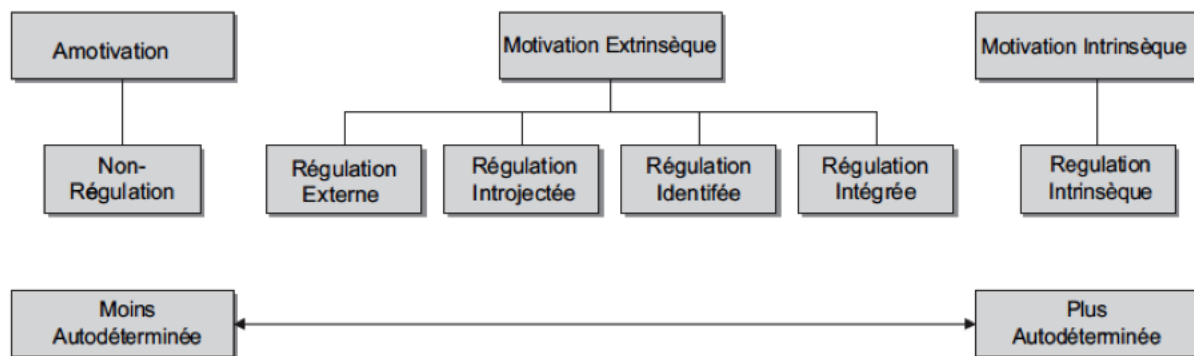 Amotivation
Motivation Extrinsèque
Motivation Intrinsèque
Non-
Régulation
Régulation
Externe
Régulation
Introjectée
Régulation
Identifée
Régulation
Intégrée
Regulation
Intrinsèque
Moins
Autodéterminée
Plus
Autodéterminée